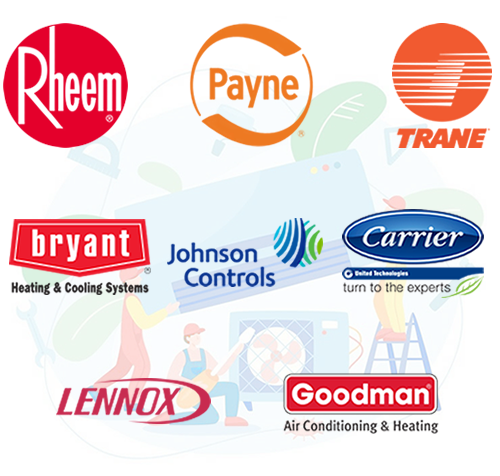 Rheem
®
Payne
®
TRANE
bryant
®
Heating & Cooling Systems
Johnson
Controls
Carrier
United Technologies
turn to the experts
LENNOX
Goodman
®
Air Conditioning & Heating